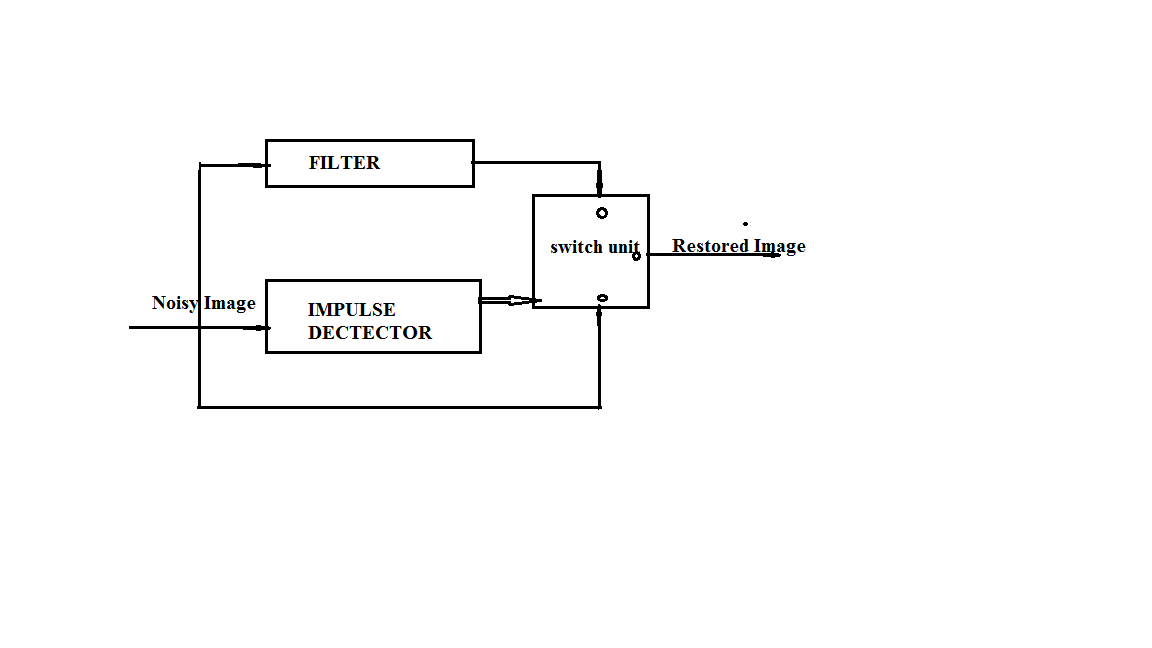 FILTER
switch unit
Restored Image
Noisy Image
IMPULSE
DECTECTOR